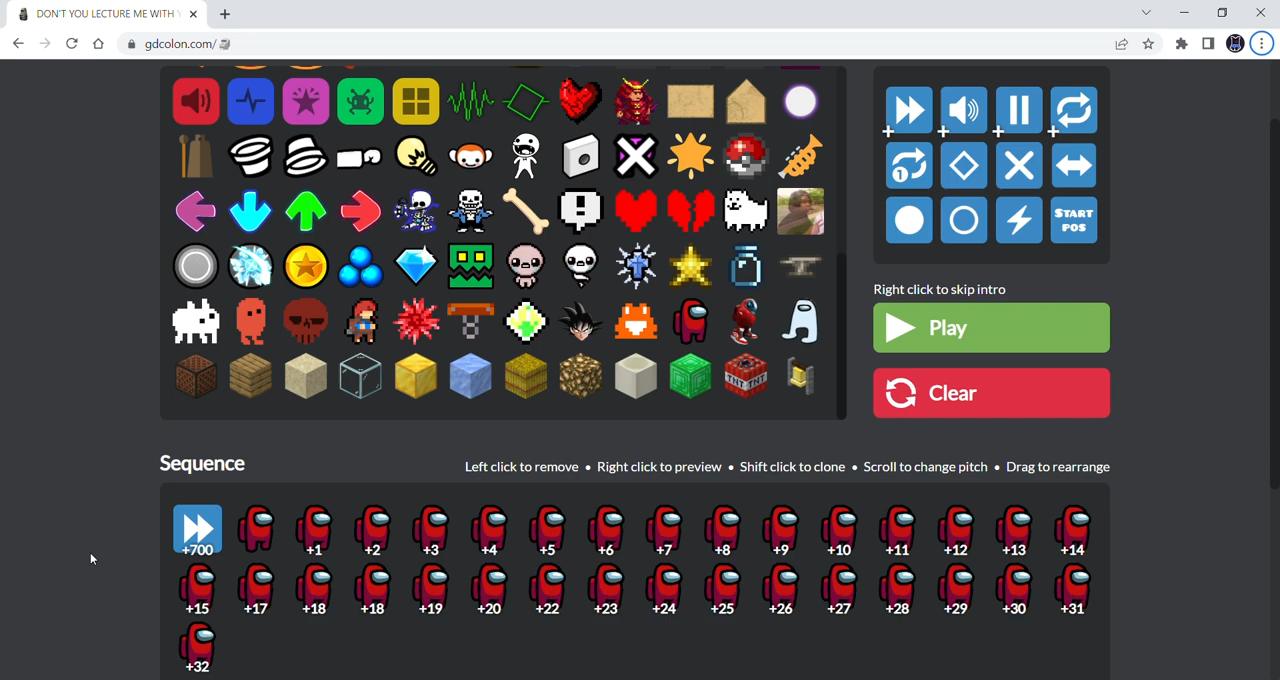 DON'T YOU LECTURE ME WITH
gdcolon.com/🗿
START
POS
Right click to skip intro
Play
Clear
TNT TNT
Sequence
Left click to remove • Right click to preview • Shift click to clone • Scroll to change pitch • Drag to rearrange
+700 +1 +2 +3 +4 +5 +6 +7 +8 +9 +10 +11 +12 +13 +14
+15 +17 +18 +18 +19 +20 +22 +23 +24 +25 +26 +27 +28 +29 +30 +31
+32